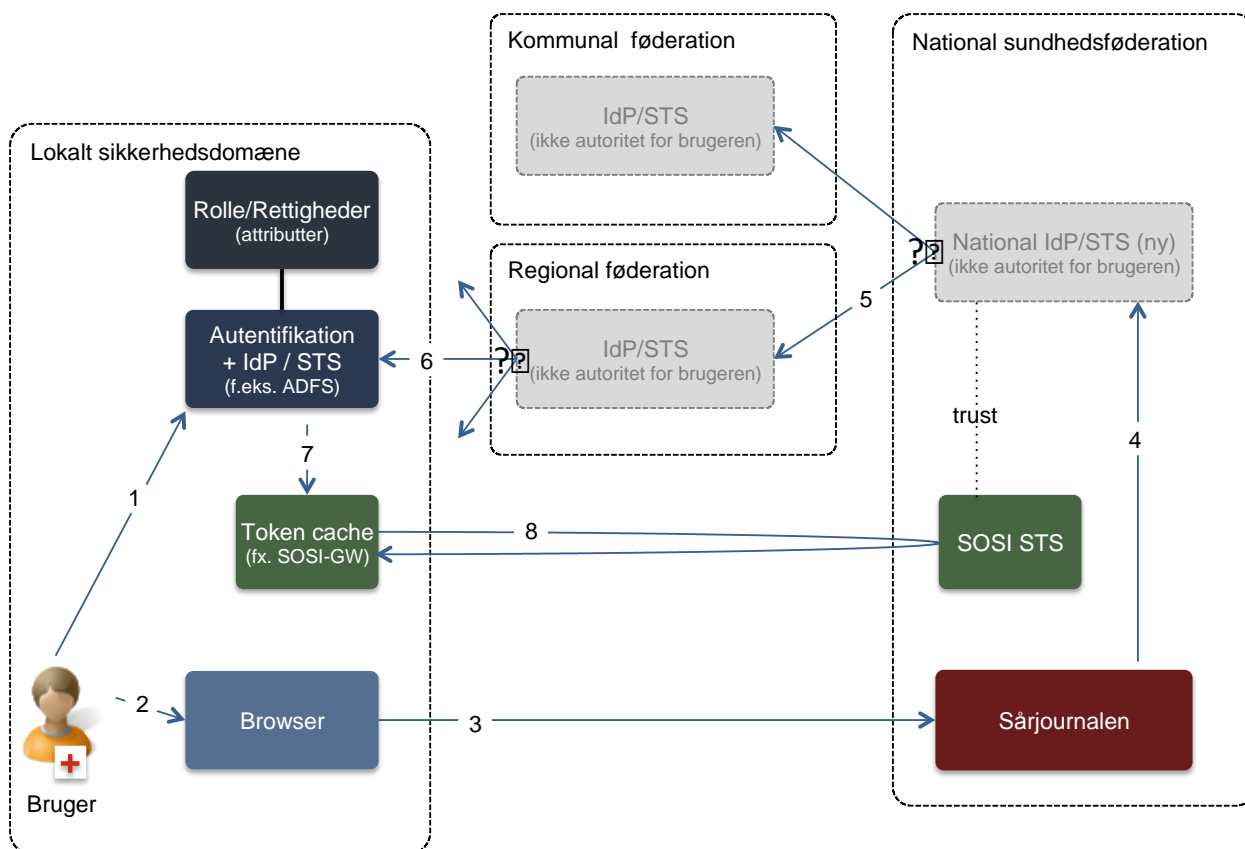 Kommunal føderation
IdP/STS
(ikke autoritet for brugeren)
National sundhedsføderation
Lokalt sikkerhedsdomæne
Rolle/Rettigheder
(attributter)
National IdP/STS (ny)
(ikke autoritet for brugeren)
??
Regional føderation
5
Autentifikation
+ IdP / STS
(f.eks. ADFS)
6
??
IdP/STS
(ikke autoritet for brugeren)
trust
4
7
1
Token cache
(fx. SOSI-GW)
8
SOSI STS
2
Browser
3
Sårjournalen
Bruger